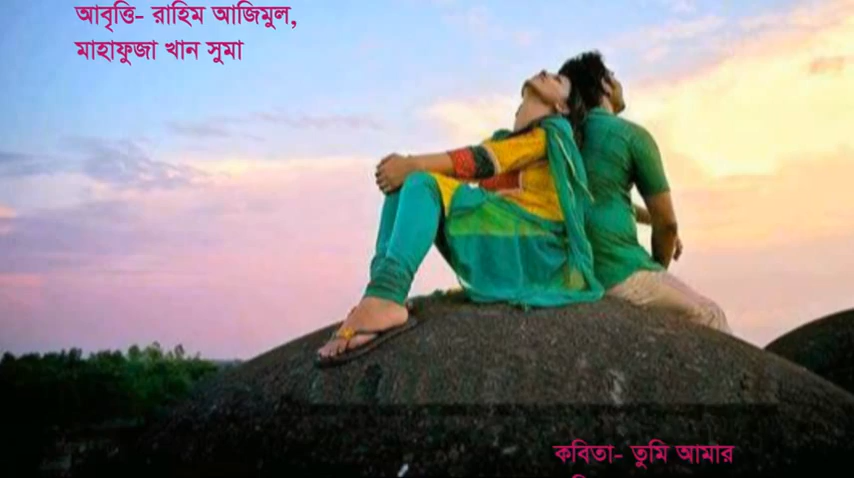 আবৃত্তি- রাহিম আজিমুল,
মাহাফুজা খান সুমা
কবিতা- তুমি আমার